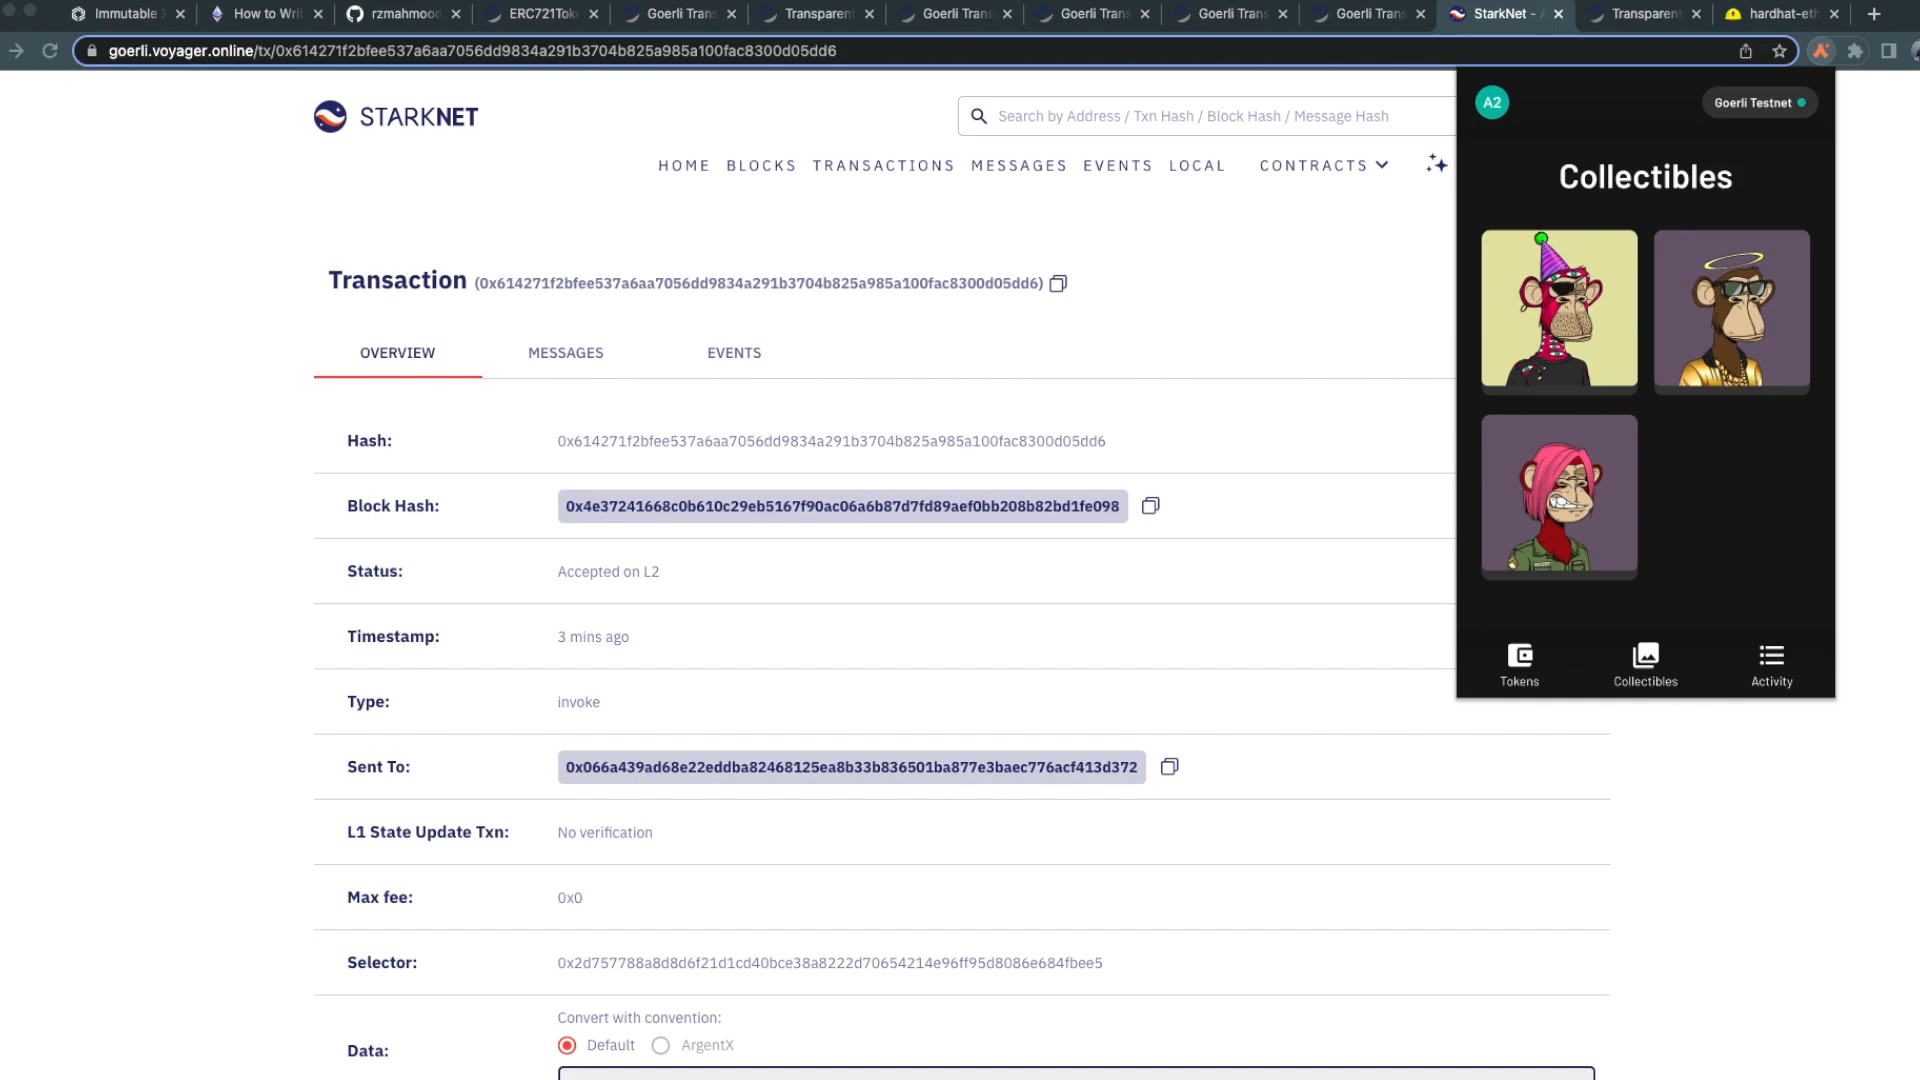 Immutable X
How to Writ
rzmahmood
ERC721Toke
Goerli Trans
Transparent
Goerli Trans
Goerli Trans
Goerli Trans
Goerli Trans
StarkNet - A
Transparent
hardhat-eth
goerli.voyager.online/tx/0x614271f2bfee537a6aa7056dd9834a291b3704b825a985a100fac8300d05dd6
STARKNET
Search by Address / Txn Hash / Block Hash / Message Hash
HOME BLOCKS TRANSACTIONS MESSAGES EVENTS LOCAL CONTRACTS
Transaction (0x614271f2bfee537a6aa7056dd9834a291b3704b825a985a100fac8300d05dd6)
OVERVIEW MESSAGES EVENTS
Hash: 0x614271f2bfee537a6aa7056dd9834a291b3704b825a985a100fac8300d05dd6
Block Hash: 0x4e37241668c0b610c29eb5167f90ac06a6b87d7fd89aef0bb208b82bd1fe098
Status: Accepted on L2
Timestamp: 3 mins ago
Type: invoke
Sent To: 0x066a439ad68e22eddba82468125ea8b33b836501ba877e3baec776acf413d372
L1 State Update Txn: No verification
Max fee: 0x0
Selector: 0x2d757788a8d8d6f21d1cd40bce38a8222d70654214e96ff95d8086e684fbee5
Convert with convention:
Data:
Default ArgentX
A2
Goerli Testnet
Collectibles
Tokens Collectibles Activity